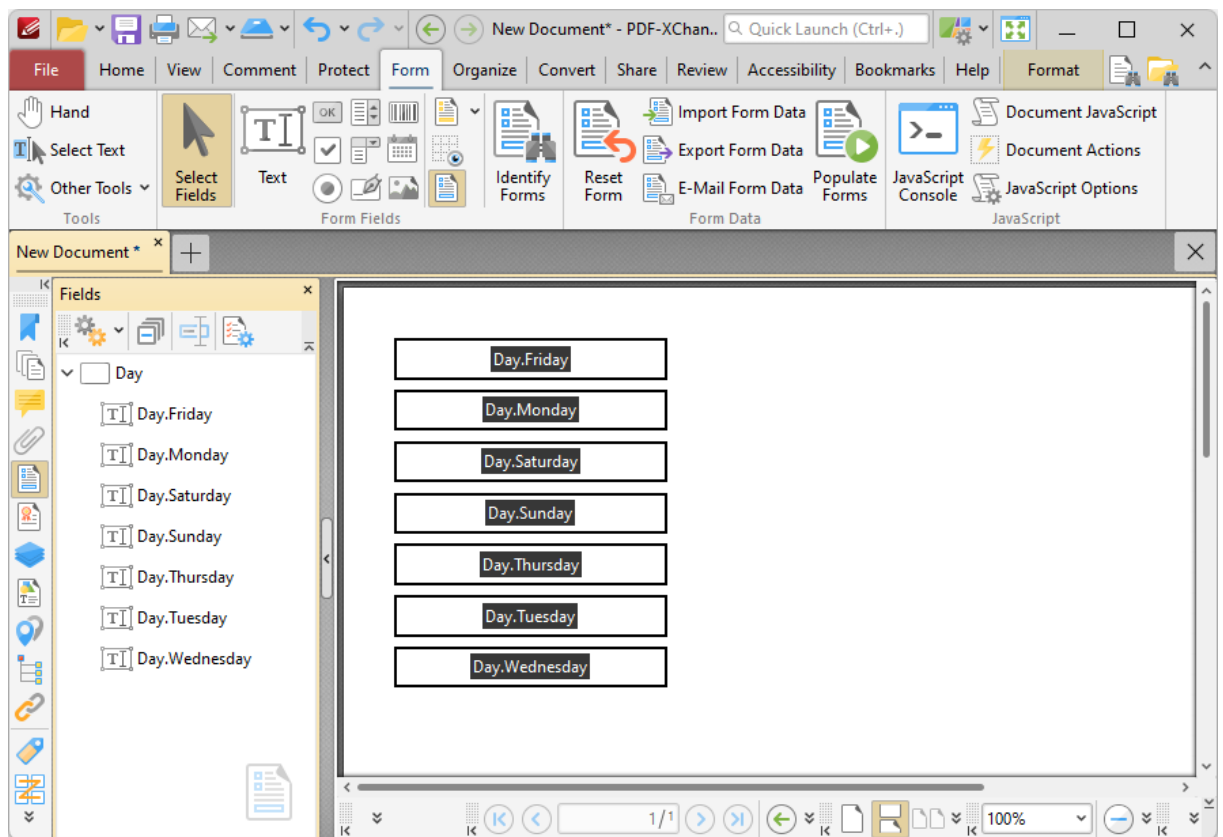 New Document* - PDF-XChan.. Quick Launch (Ctrl+.)
File Home View Comment Protect Form Organize Convert Share Review Accessibility Bookmarks Help Format
Hand
Select Text
Other Tools
Tools
Select Fields
Text
OK
Form Fields
Identify Forms
Reset Form
Import Form Data
Export Form Data
E-Mail Form Data
Populate Forms
Form Data
JavaScript Console
Document JavaScript
Document Actions
JavaScript Options
JavaScript
New Document *
Fields
Day
Day.Friday
Day.Monday
Day.Saturday
Day.Sunday
Day.Thursday
Day.Tuesday
Day.Wednesday
Day.Friday
Day.Monday
Day.Saturday
Day.Sunday
Day.Thursday
Day.Tuesday
Day.Wednesday
1/1
100%